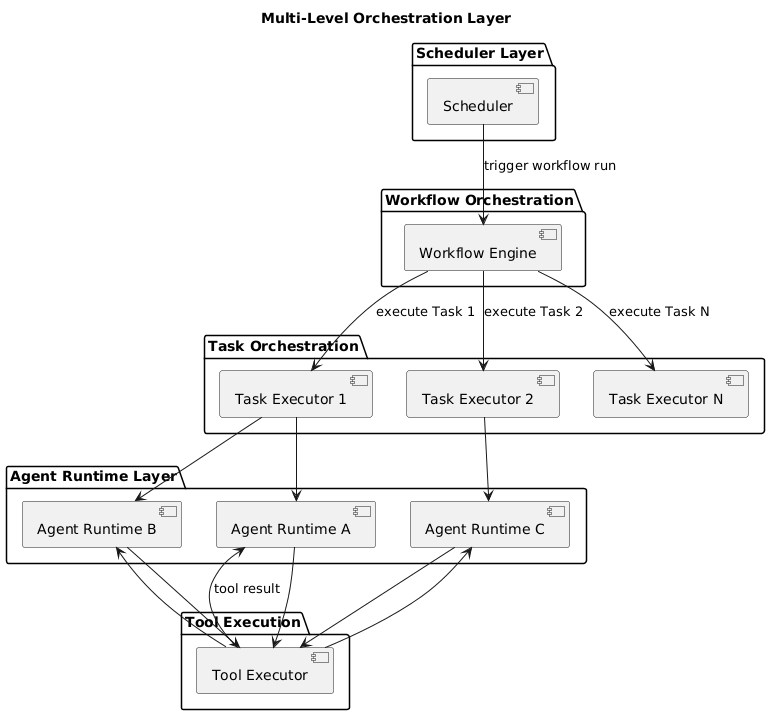 Multi-Level Orchestration Layer
Scheduler Layer
Scheduler
trigger workflow run
Workflow Orchestration
Workflow Engine
execute Task 1
execute Task 2
execute Task N
Task Orchestration
Task Executor 1
Task Executor 2
Task Executor N
Agent Runtime Layer
Agent Runtime B
Agent Runtime A
Agent Runtime C
tool result
Tool Execution
Tool Executor